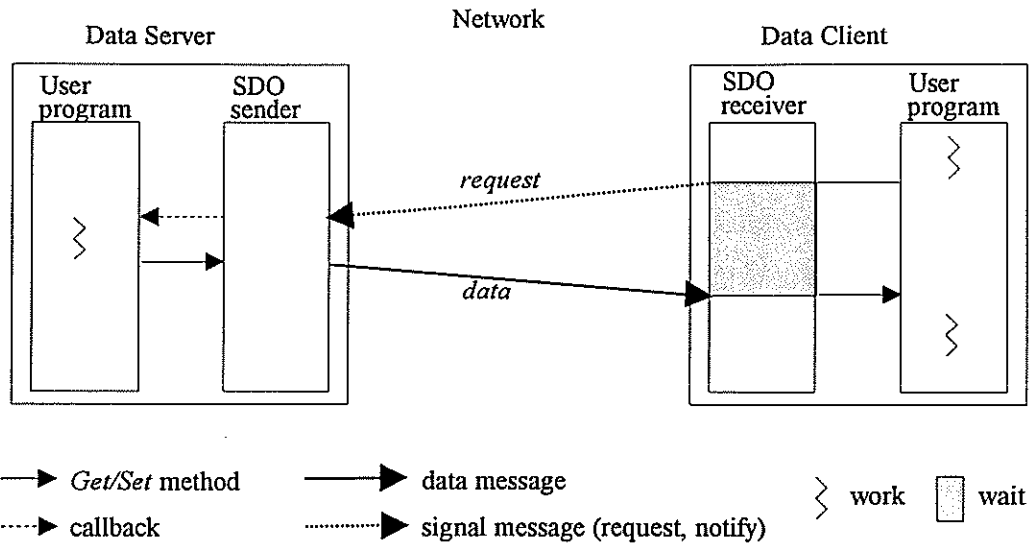 Network
Data Server
Data Client
User
program
SDO
sender
SDO
receiver
User
program
request
data
Get/Set method
data message
callback
signal message (request, notify)
work
wait